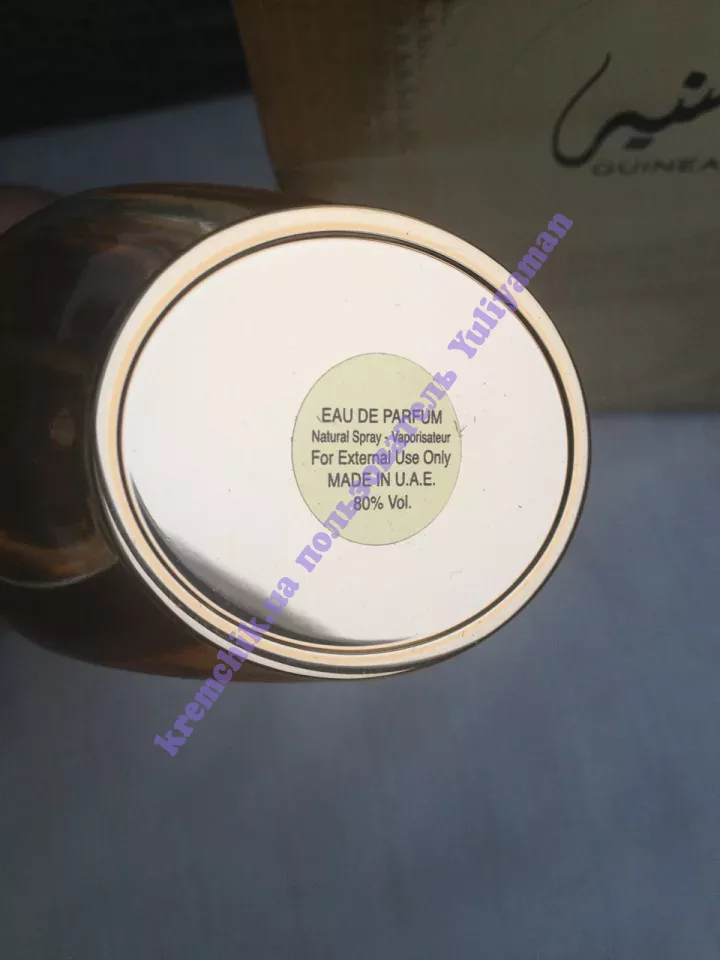 GUINEA
EAU DE PARFUM
Natural Spray - Vaporisateur
For External Use Only
MADE IN U.A.E.
80% Vol.
kremchik.ua пользователь Yuliyaman